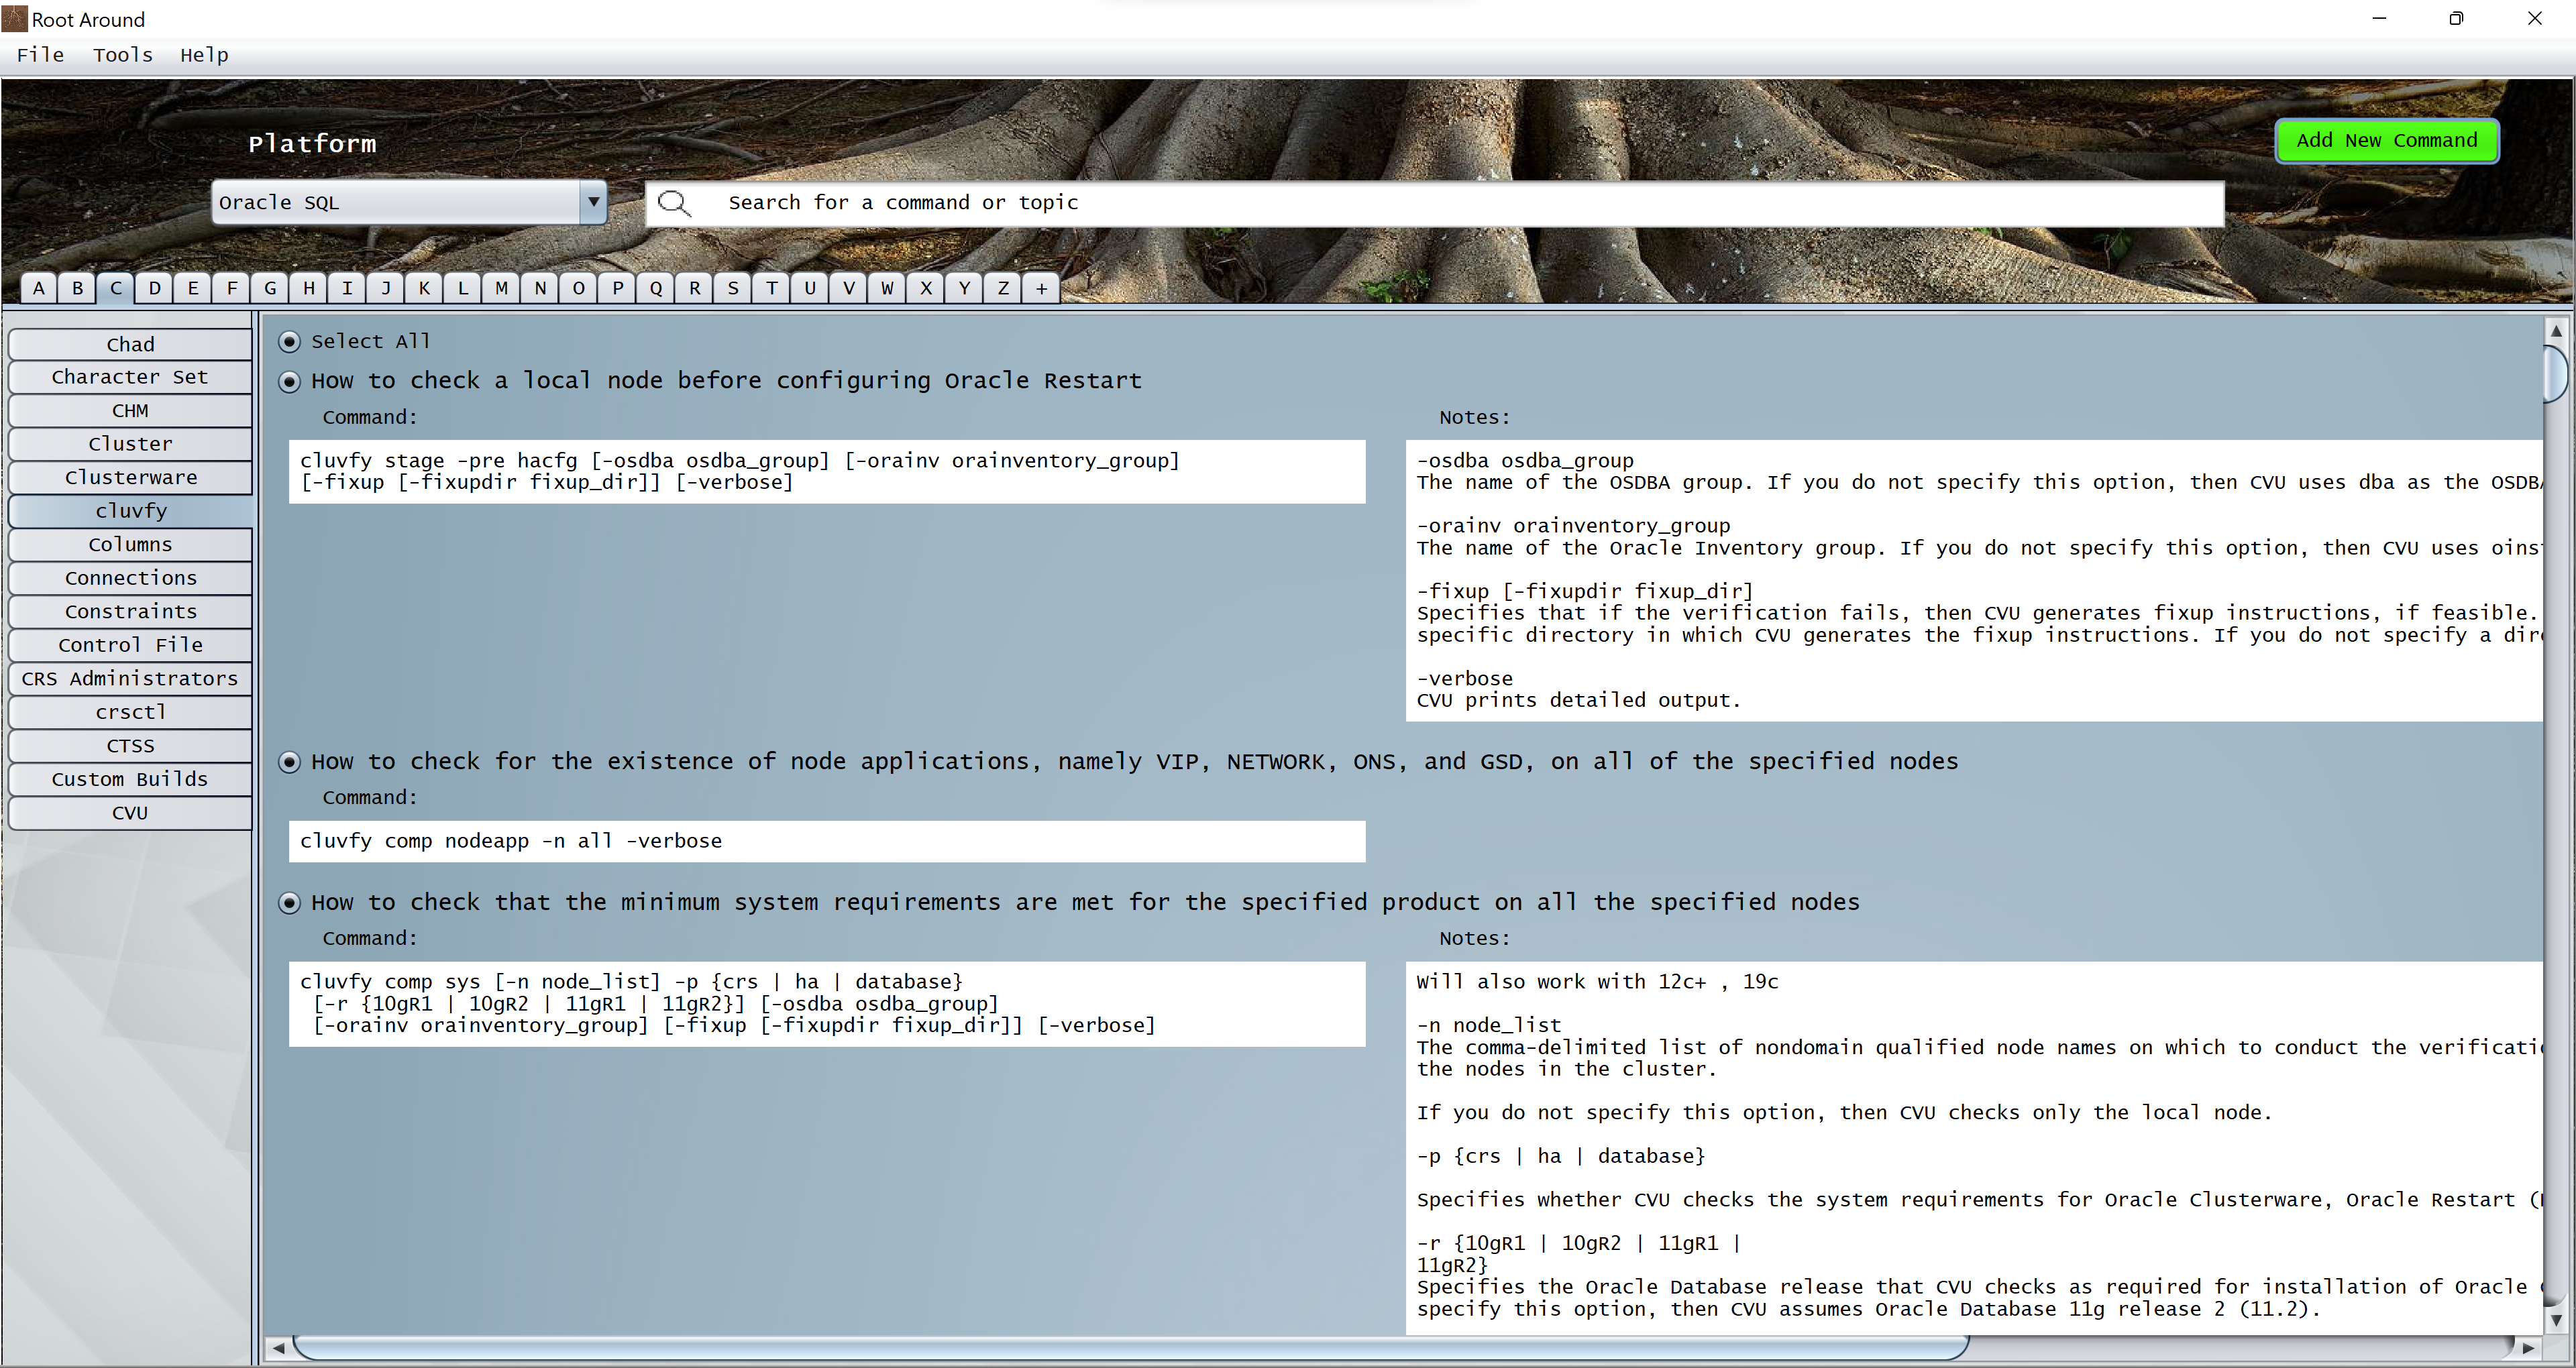 Root Around
File Tools Help
Platform
Add New Command
Oracle SQL
Search for a command or topic
A B C D E F G H I J K L M N O P Q R S T U V W X Y Z +
Chad
Character Set
CHM
Cluster
Clusterware
cluvfy
Columns
Connections
Constraints
Control File
CRS Administrators
crsctl
CTSS
Custom Builds
CVU
Select All
How to check a local node before configuring Oracle Restart
Command:
cluvfy stage -pre hacfg [-osdba osdba_group] [-orainv orainventory_group]
[-fixup [-fixupdir fixup_dir]] [-verbose]
Notes:
-osdba osdba_group
The name of the OSDBA group. If you do not specify this option, then CVU uses dba as the
-orainv orainventory_group
The name of the Oracle Inventory group. If you do not specify this option, then CVU uses
-fixup [-fixupdir fixup_dir]
Specifies that if the verification fails, then CVU generates fixup instructions, if feasible.
specific directory in which CVU generates the fixup instructions. If you do not specify a
-verbose
CVU prints detailed output.
How to check for the existence of node applications, namely VIP, NETWORK, ONS, and GSD, on all of the specified nodes
Command:
cluvfy comp nodeapp -n all -verbose
How to check that the minimum system requirements are met for the specified product on all the specified nodes
Command:
cluvfy comp sys [-n node_list] -p {crs | ha | database}
[-r {10gR1 | 10gR2 | 11gR1 | 11gR2}] [-osdba osdba_group]
[-orainv orainventory_group] [-fixup [-fixupdir fixup_dir]] [-verbose]
Notes:
Will also work with 12c+ , 19c
-n node_list
The comma-delimited list of nondomain qualified node names on which to conduct the
the nodes in the cluster.
If you do not specify this option, then CVU checks only the local node.
-p {crs | ha | database}
Specifies whether CVU checks the system requirements for Oracle Clusterware, Oracle Restart
-r {10gR1 | 10gR2 | 11gR1 |
11gR2}
Specifies the Oracle Database release that CVU checks as required for installation of Oracle
specify this option, then CVU assumes Oracle Database 11g release 2 (11.2).